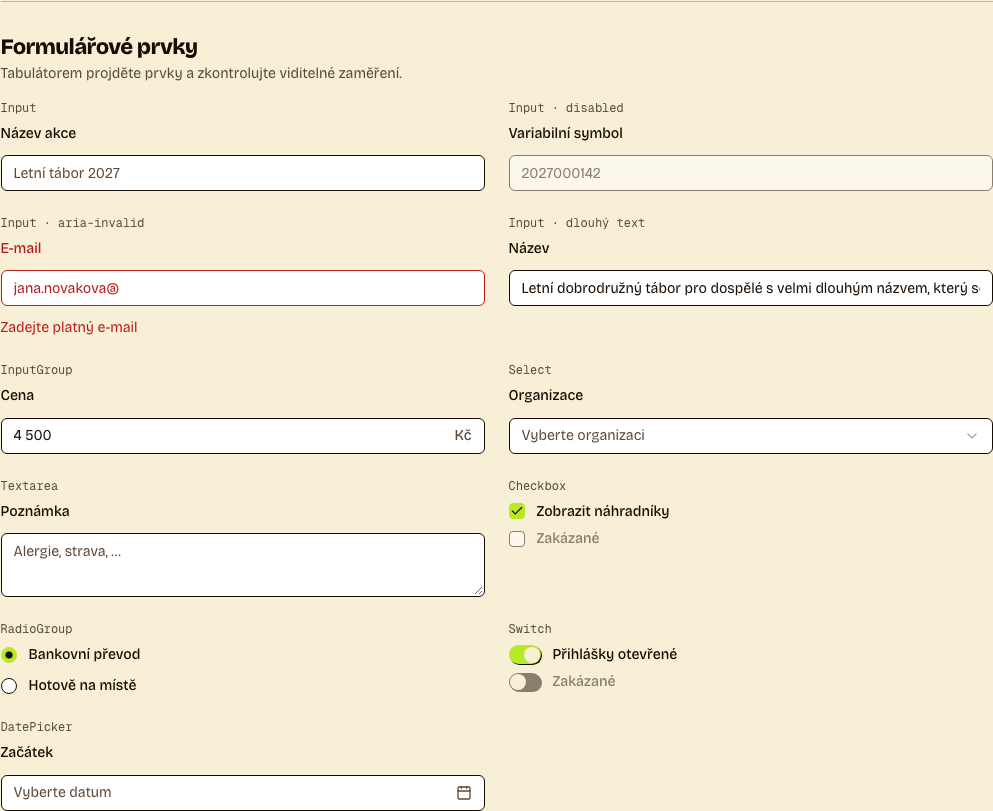 Formulářové prvky
Tabulátorem projděte prvky a zkontrolujte viditelné zaměření.
Input
Název akce
Letní tábor 2027
Input · disabled
Variabilní symbol
2027000142
Input · aria-invalid
E-mail
jana.novakova@
Zadejte platný e-mail
Input · dlouhý text
Název
Letní dobrodružný tábor pro dospělé s velmi dlouhým názvem, který
InputGroup
Cena
4 500 Kč
Select
Organizace
Vyberte organizaci
Textarea
Poznámka
Alergie, strava, …
Checkbox
Zobrazit náhradníky
Zakázané
RadioGroup
Bankovní převod
Hotově na místě
Switch
Přihlášky otevřené
Zakázané
DatePicker
Začátek
Vyberte datum